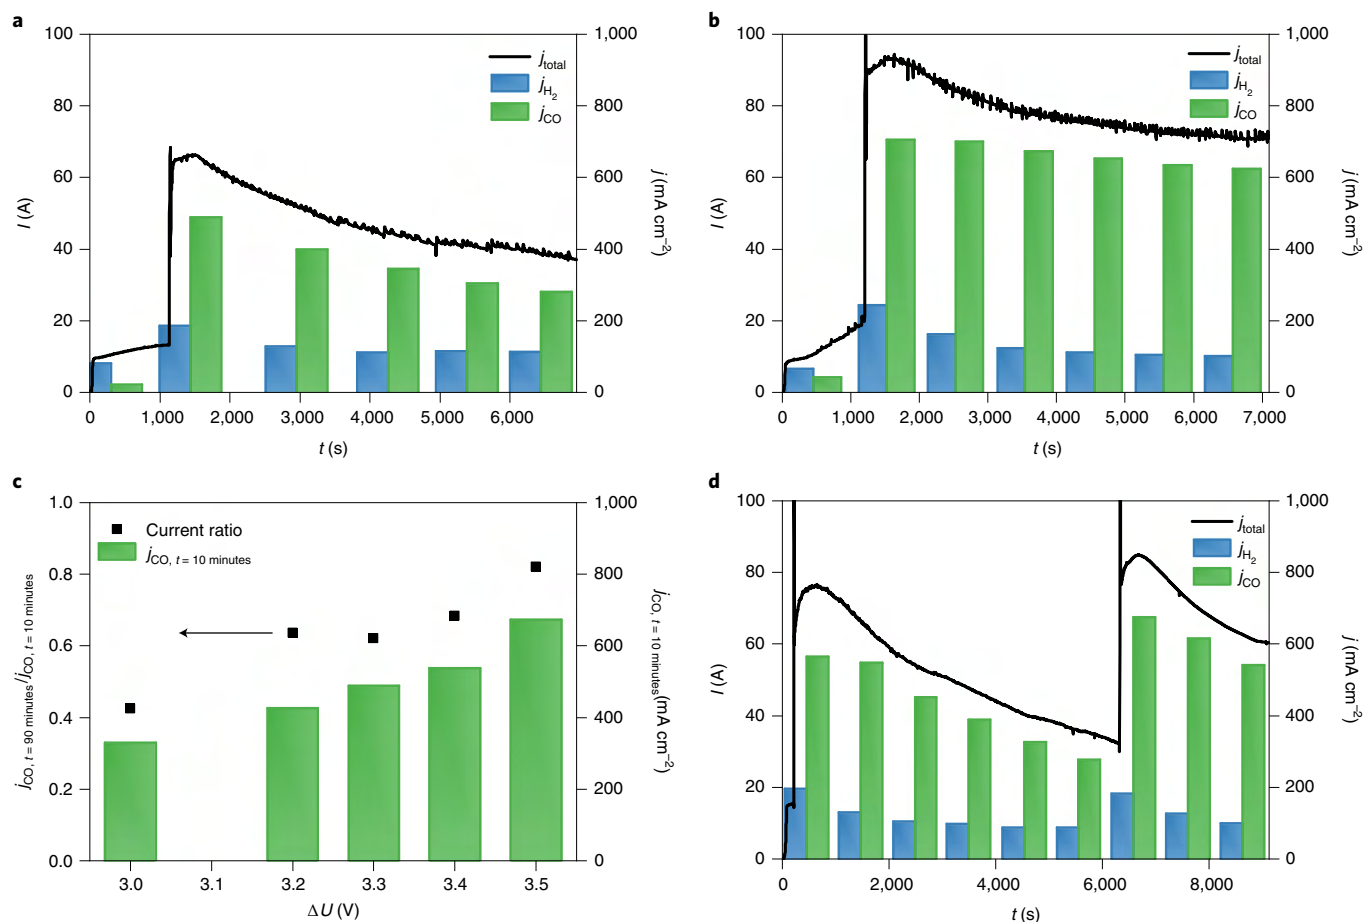 a
100
80
60
40
20
0
I (A)
1,000
800
600
400
200
0
j (mA cm⁻²)
0
1,000
2,000
3,000
4,000
5,000
6,000
t (s)
j_total
j_H₂
j_CO
b
100
80
60
40
20
0
I (A)
1,000
800
600
400
200
0
j (mA cm⁻²)
0
1,000
2,000
3,000
4,000
5,000
6,000
7,000
t (s)
j_total
j_H₂
j_CO
c
1.0
0.8
0.6
0.4
0.2
0.0
j_CO, t = 90 minutes/j_CO, t = 10 minutes
1,000
800
600
400
200
0
j_CO, t = 10 minutes(mA cm⁻²)
3.0
3.1
3.2
3.3
3.4
3.5
ΔU (V)
Current ratio
j_CO, t = 10 minutes
d
100
80
60
40
20
0
I (A)
1,000
800
600
400
200
0
j (mA cm⁻²)
0
2,000
4,000
6,000
8,000
t (s)
j_total
j_H₂
j_CO